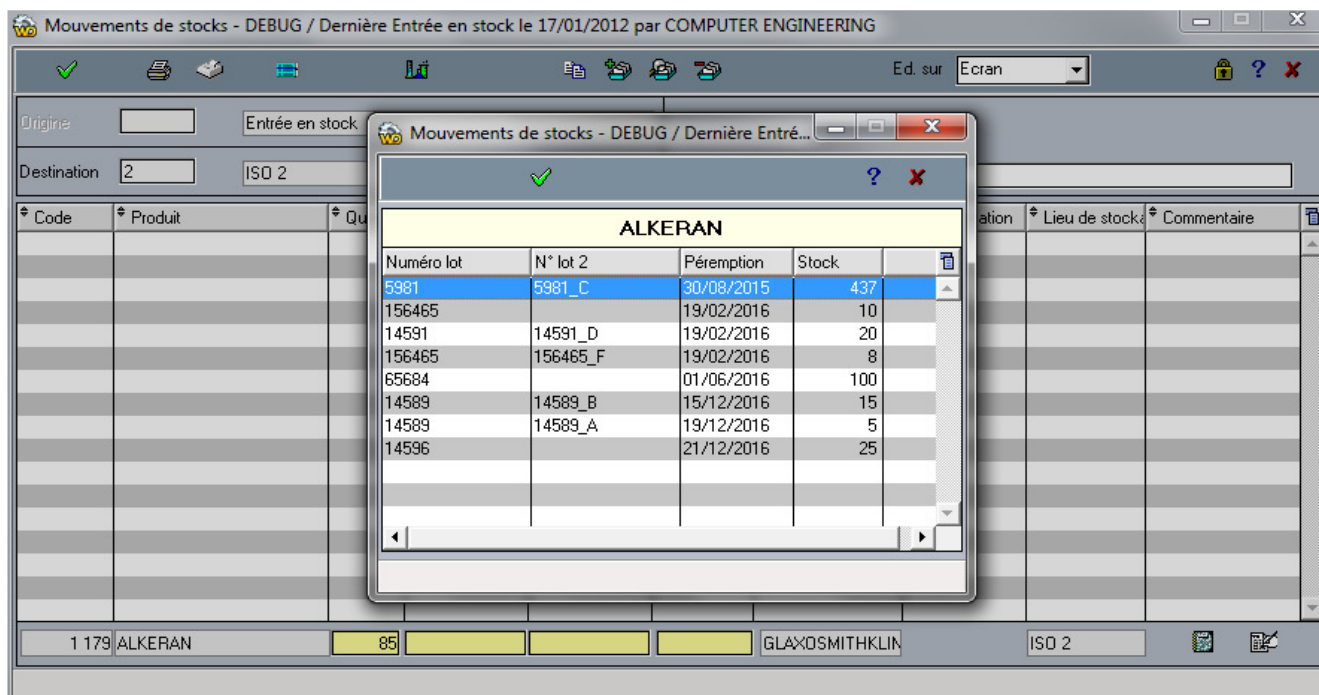 Mouvements de stocks - DEBUG / Dernière Entrée en stock le 17/01/2012 par COMPUTER ENGINEERING
Ed. sur Ecran
Origine Entrée en stock
Destination 2 ISO 2
Code Produit Qu ation Lieu de stocka Commentaire
Mouvements de stocks - DEBUG / Dernière Entré...
ALKERAN
Numéro lot N° lot 2 Péremption Stock
5981 5981_C 30/08/2015 437
156465 19/02/2016 10
14591 14591_D 19/02/2016 20
156465 156465_F 19/02/2016 8
65684 01/06/2016 100
14589 14589_B 15/12/2016 15
14589 14589_A 19/12/2016 5
14596 21/12/2016 25
1 179 ALKERAN 85 GLAXOSMITHKLIN ISO 2